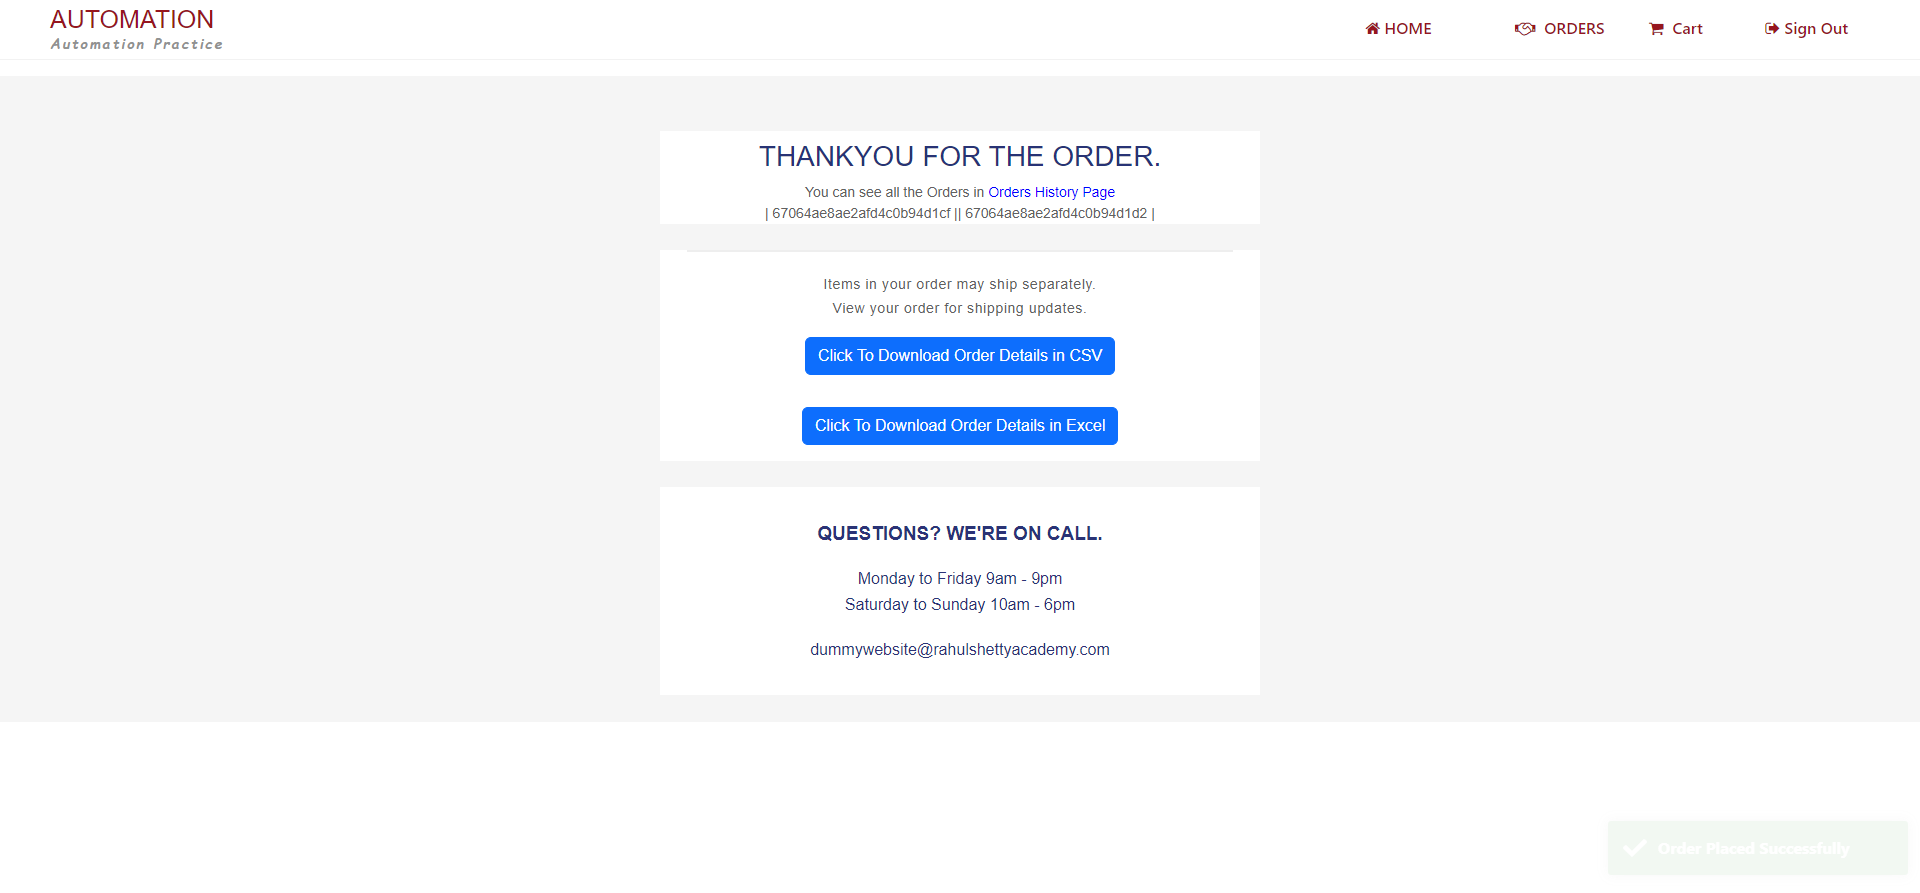 AUTOMATION
Automation Practice
HOME
ORDERS
Cart
Sign Out
THANKYOU FOR THE ORDER.
You can see all the Orders in Orders History Page
| 67064ae8ae2afd4c0b94d1cf || 67064ae8ae2afd4c0b94d1d2 |
Items in your order may ship separately.
View your order for shipping updates.
Click To Download Order Details in CSV
Click To Download Order Details in Excel
QUESTIONS? WE'RE ON CALL.
Monday to Friday 9am - 9pm
Saturday to Sunday 10am - 6pm
dummywebsite@rahulshettyacademy.com
Order Placed Successfully